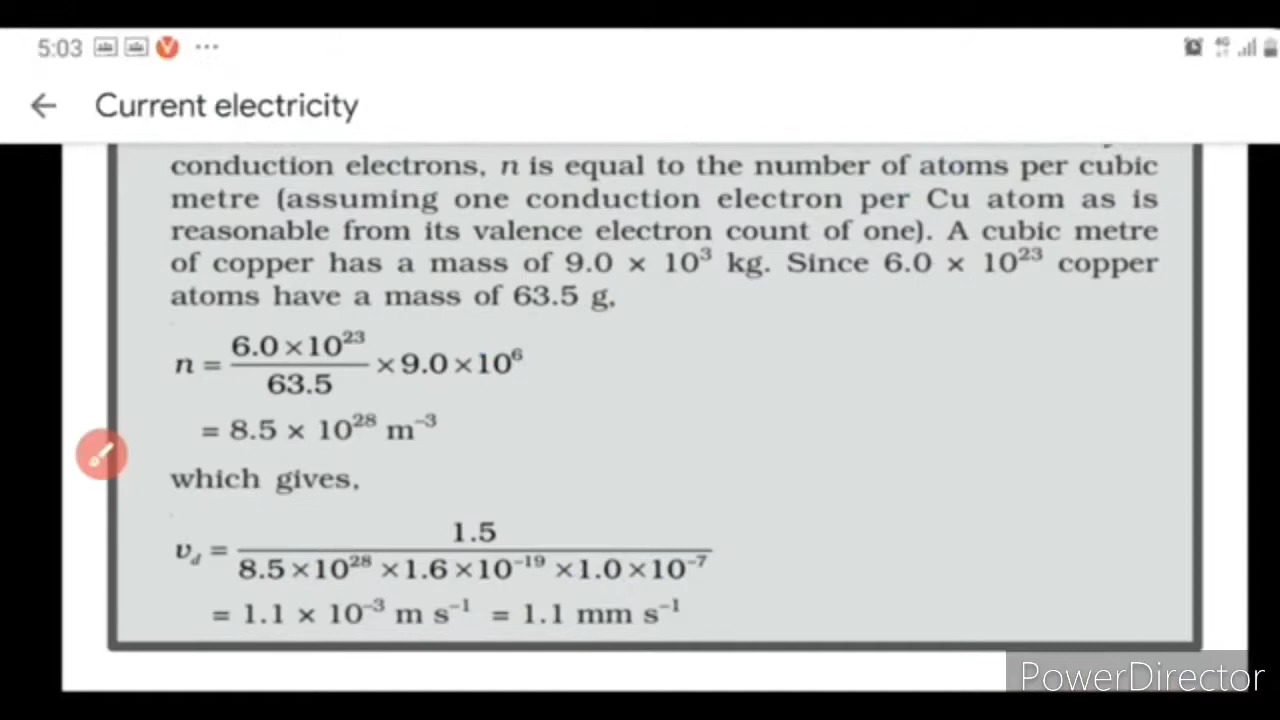 5:03
4G
Current electricity
conduction electrons, n is equal to the number of atoms per cubic
metre (assuming one conduction electron per Cu atom as is
reasonable from its valence electron count of one). A cubic metre
of copper has a mass of 9.0 × 10³ kg. Since 6.0 × 10²³ copper
atoms have a mass of 63.5 g,
n = 6.0 × 10²³ / 63.5 × 9.0 × 10⁶
= 8.5 × 10²⁸ m⁻³
which gives,
v_d = 1.5 / 8.5 × 10²⁸ × 1.6 × 10⁻¹⁹ × 1.0 × 10⁻⁷
= 1.1 × 10⁻³ m s⁻¹ = 1.1 mm s⁻¹
PowerDirector